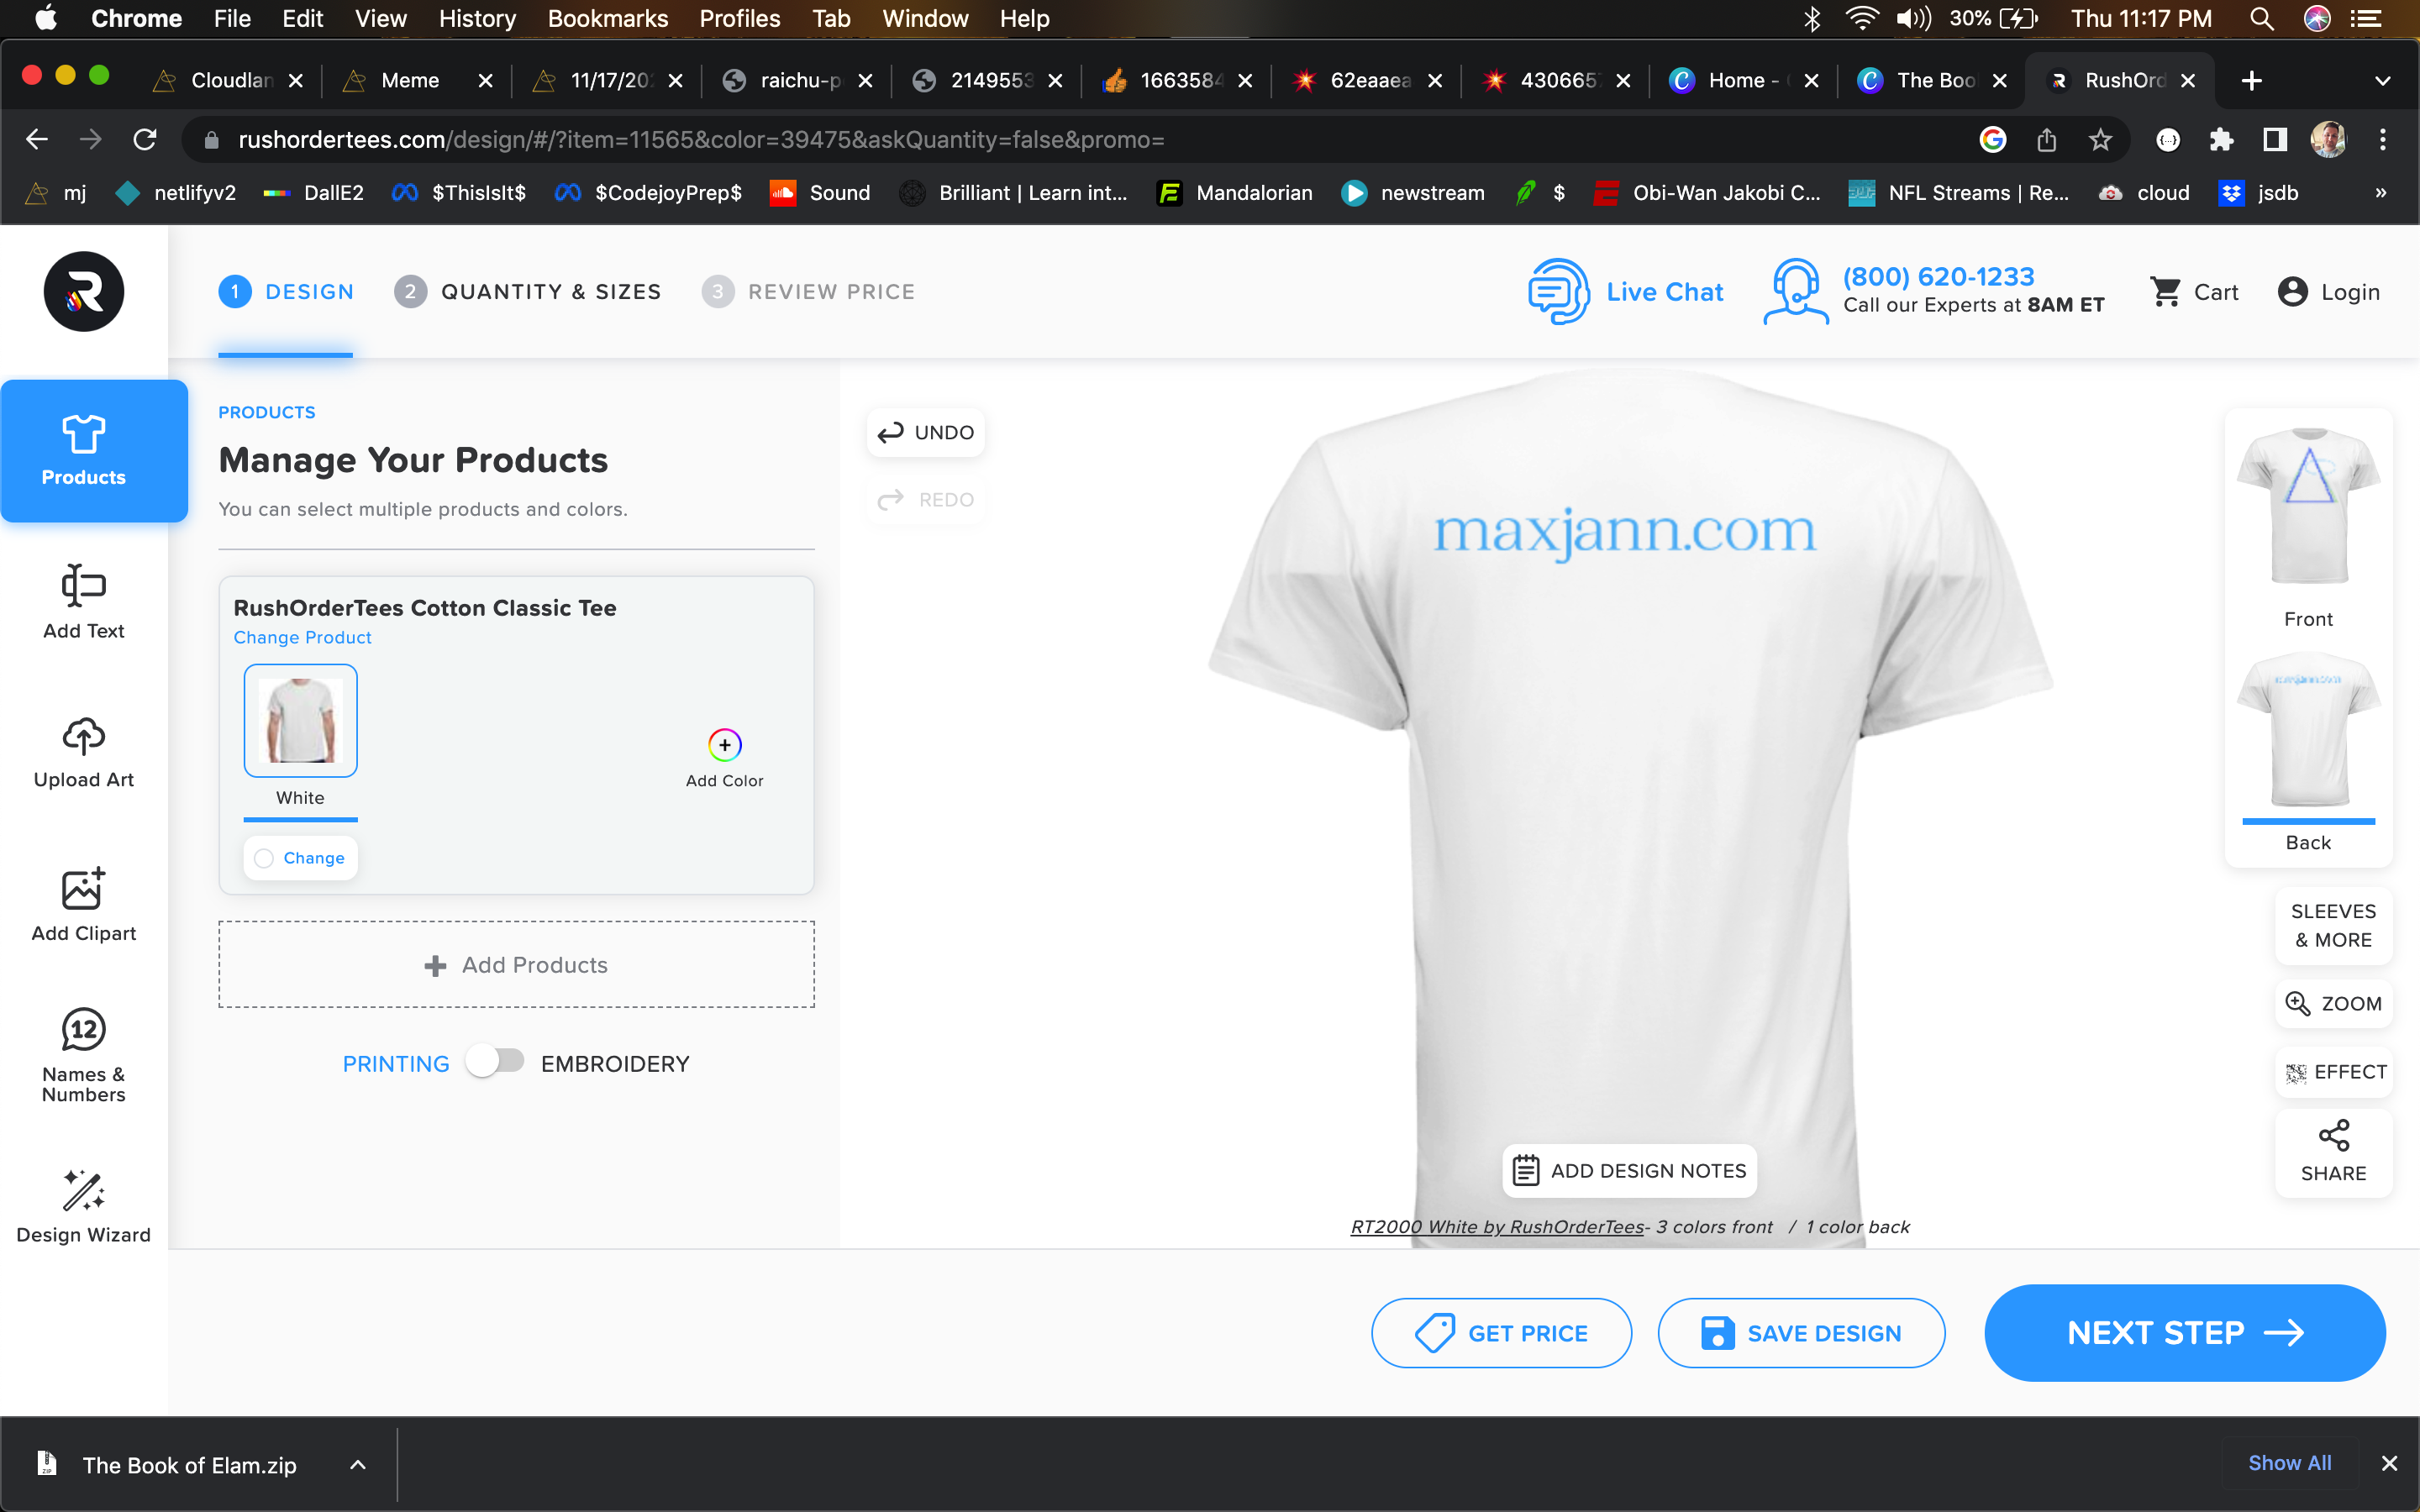 Chrome File Edit View History Bookmarks Profiles Tab Window Help 30% Thu 11:17 PM
Cloudlan Meme 11/17/20 raichu-p 2149553 1663584 62eaaea 430665 Home - The Boo RushOrd
rushordertees.com/design/#/?item=11565&color=39475&askQuantity=false&promo=
mj netlifyv2 DallE2 $ThisIsIt$ $CodejoyPrep$ Sound Brilliant | Learn int... Mandalorian newstream $ Obi-Wan Jakobi C... NFL Streams | Re... cloud jsdb »
1 DESIGN 2 QUANTITY & SIZES 3 REVIEW PRICE
Live Chat
(800) 620-1233
Call our Experts at 8AM ET
Cart
Login
Products
Add Text
Upload Art
Add Clipart
12
Names &
Numbers
Design Wizard
PRODUCTS
Manage Your Products
You can select multiple products and colors.
RushOrderTees Cotton Classic Tee
Change Product
White
Change
Add Color
Add Products
PRINTING EMBROIDERY
UNDO
REDO
maxjann.com
ADD DESIGN NOTES
RT2000 White by RushOrderTees- 3 colors front / 1 color back
Front
maxjann.com
Back
SLEEVES
& MORE
ZOOM
EFFECT
SHARE
GET PRICE
SAVE DESIGN
NEXT STEP
ZIP
The Book of Elam.zip
Show All